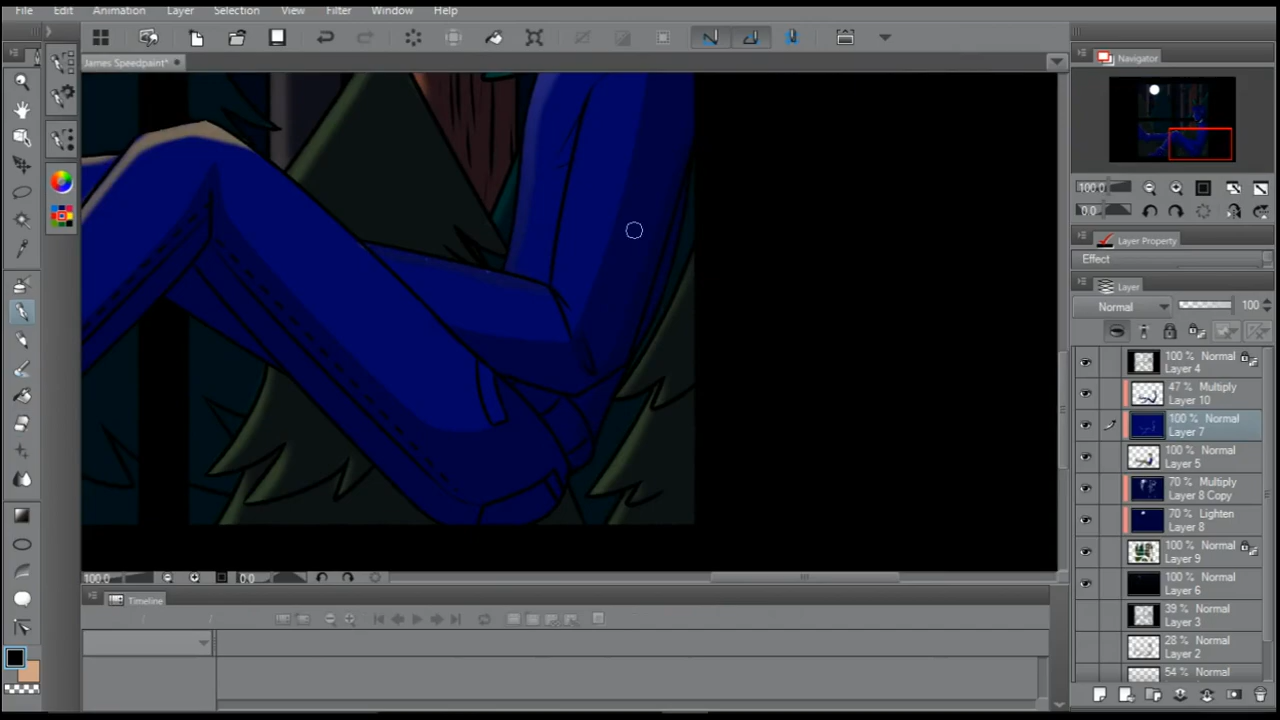 File Edit Animation Layer Selection View Filter Window Help
James Speedpaint*
Navigator
100.0
0.0
Layer Property
Effect
Layer
Normal 100
100 % Normal
Layer 4
47 % Multiply
Layer 10
100 % Normal
Layer 7
100 % Normal
Layer 5
70 % Multiply
Layer 8 Copy
70 % Lighten
Layer 8
100 % Normal
Layer 9
100 % Normal
Layer 6
39 % Normal
Layer 3
28 % Normal
Layer 2
54 % Normal
100.0 0.0
Timeline